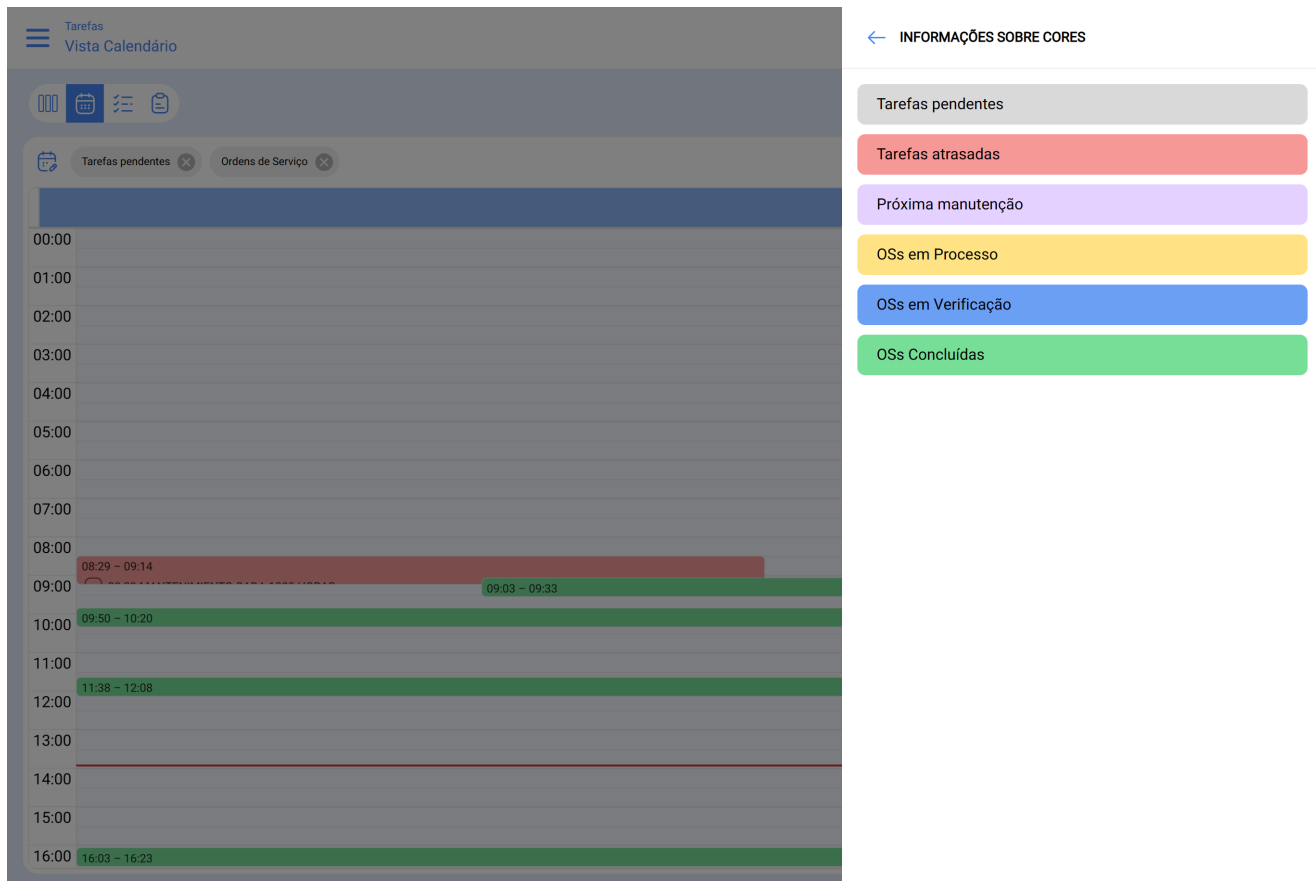 Tarefas
Vista Calendário
Tarefas pendentes
Ordens de Serviço
00:00
01:00
02:00
03:00
04:00
05:00
06:00
07:00
08:00
08:29 – 09:14
09:00
09:03 – 09:33
10:00
09:50 – 10:20
11:00
11:38 – 12:08
12:00
13:00
14:00
15:00
16:00
16:03 – 16:23
INFORMAÇÕES SOBRE CORES
Tarefas pendentes
Tarefas atrasadas
Próxima manutenção
OSs em Processo
OSs em Verificação
OSs Concluídas